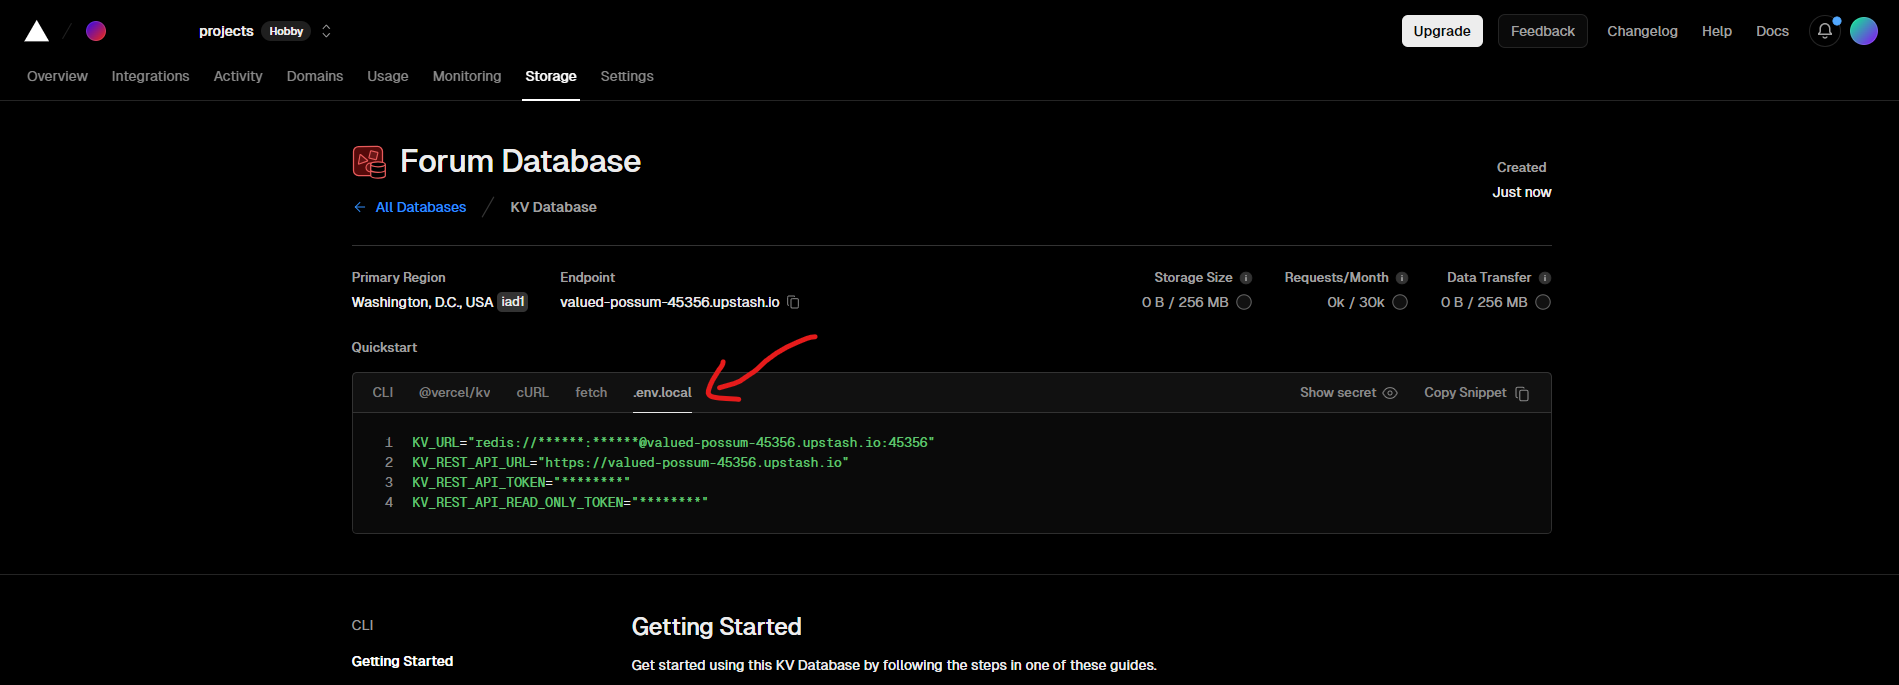 projects Hobby
Upgrade Feedback Changelog Help Docs
Overview Integrations Activity Domains Usage Monitoring Storage Settings
Forum Database
Created
Just now
← All Databases / KV Database
Primary Region
Washington, D.C., USA iad1
Endpoint
valued-possum-45356.upstash.io
Storage Size
0 B / 256 MB
Requests/Month
0k / 30k
Data Transfer
0 B / 256 MB
Quickstart
CLI @vercel/kv cURL fetch .env.local Show secret Copy Snippet
1 KV_URL="redis://******:******@valued-possum-45356.upstash.io:45356"
2 KV_REST_API_URL="https://valued-possum-45356.upstash.io"
3 KV_REST_API_TOKEN="********"
4 KV_REST_API_READ_ONLY_TOKEN="********"
CLI
Getting Started
Getting Started
Get started using this KV Database by following the steps in one of these guides.